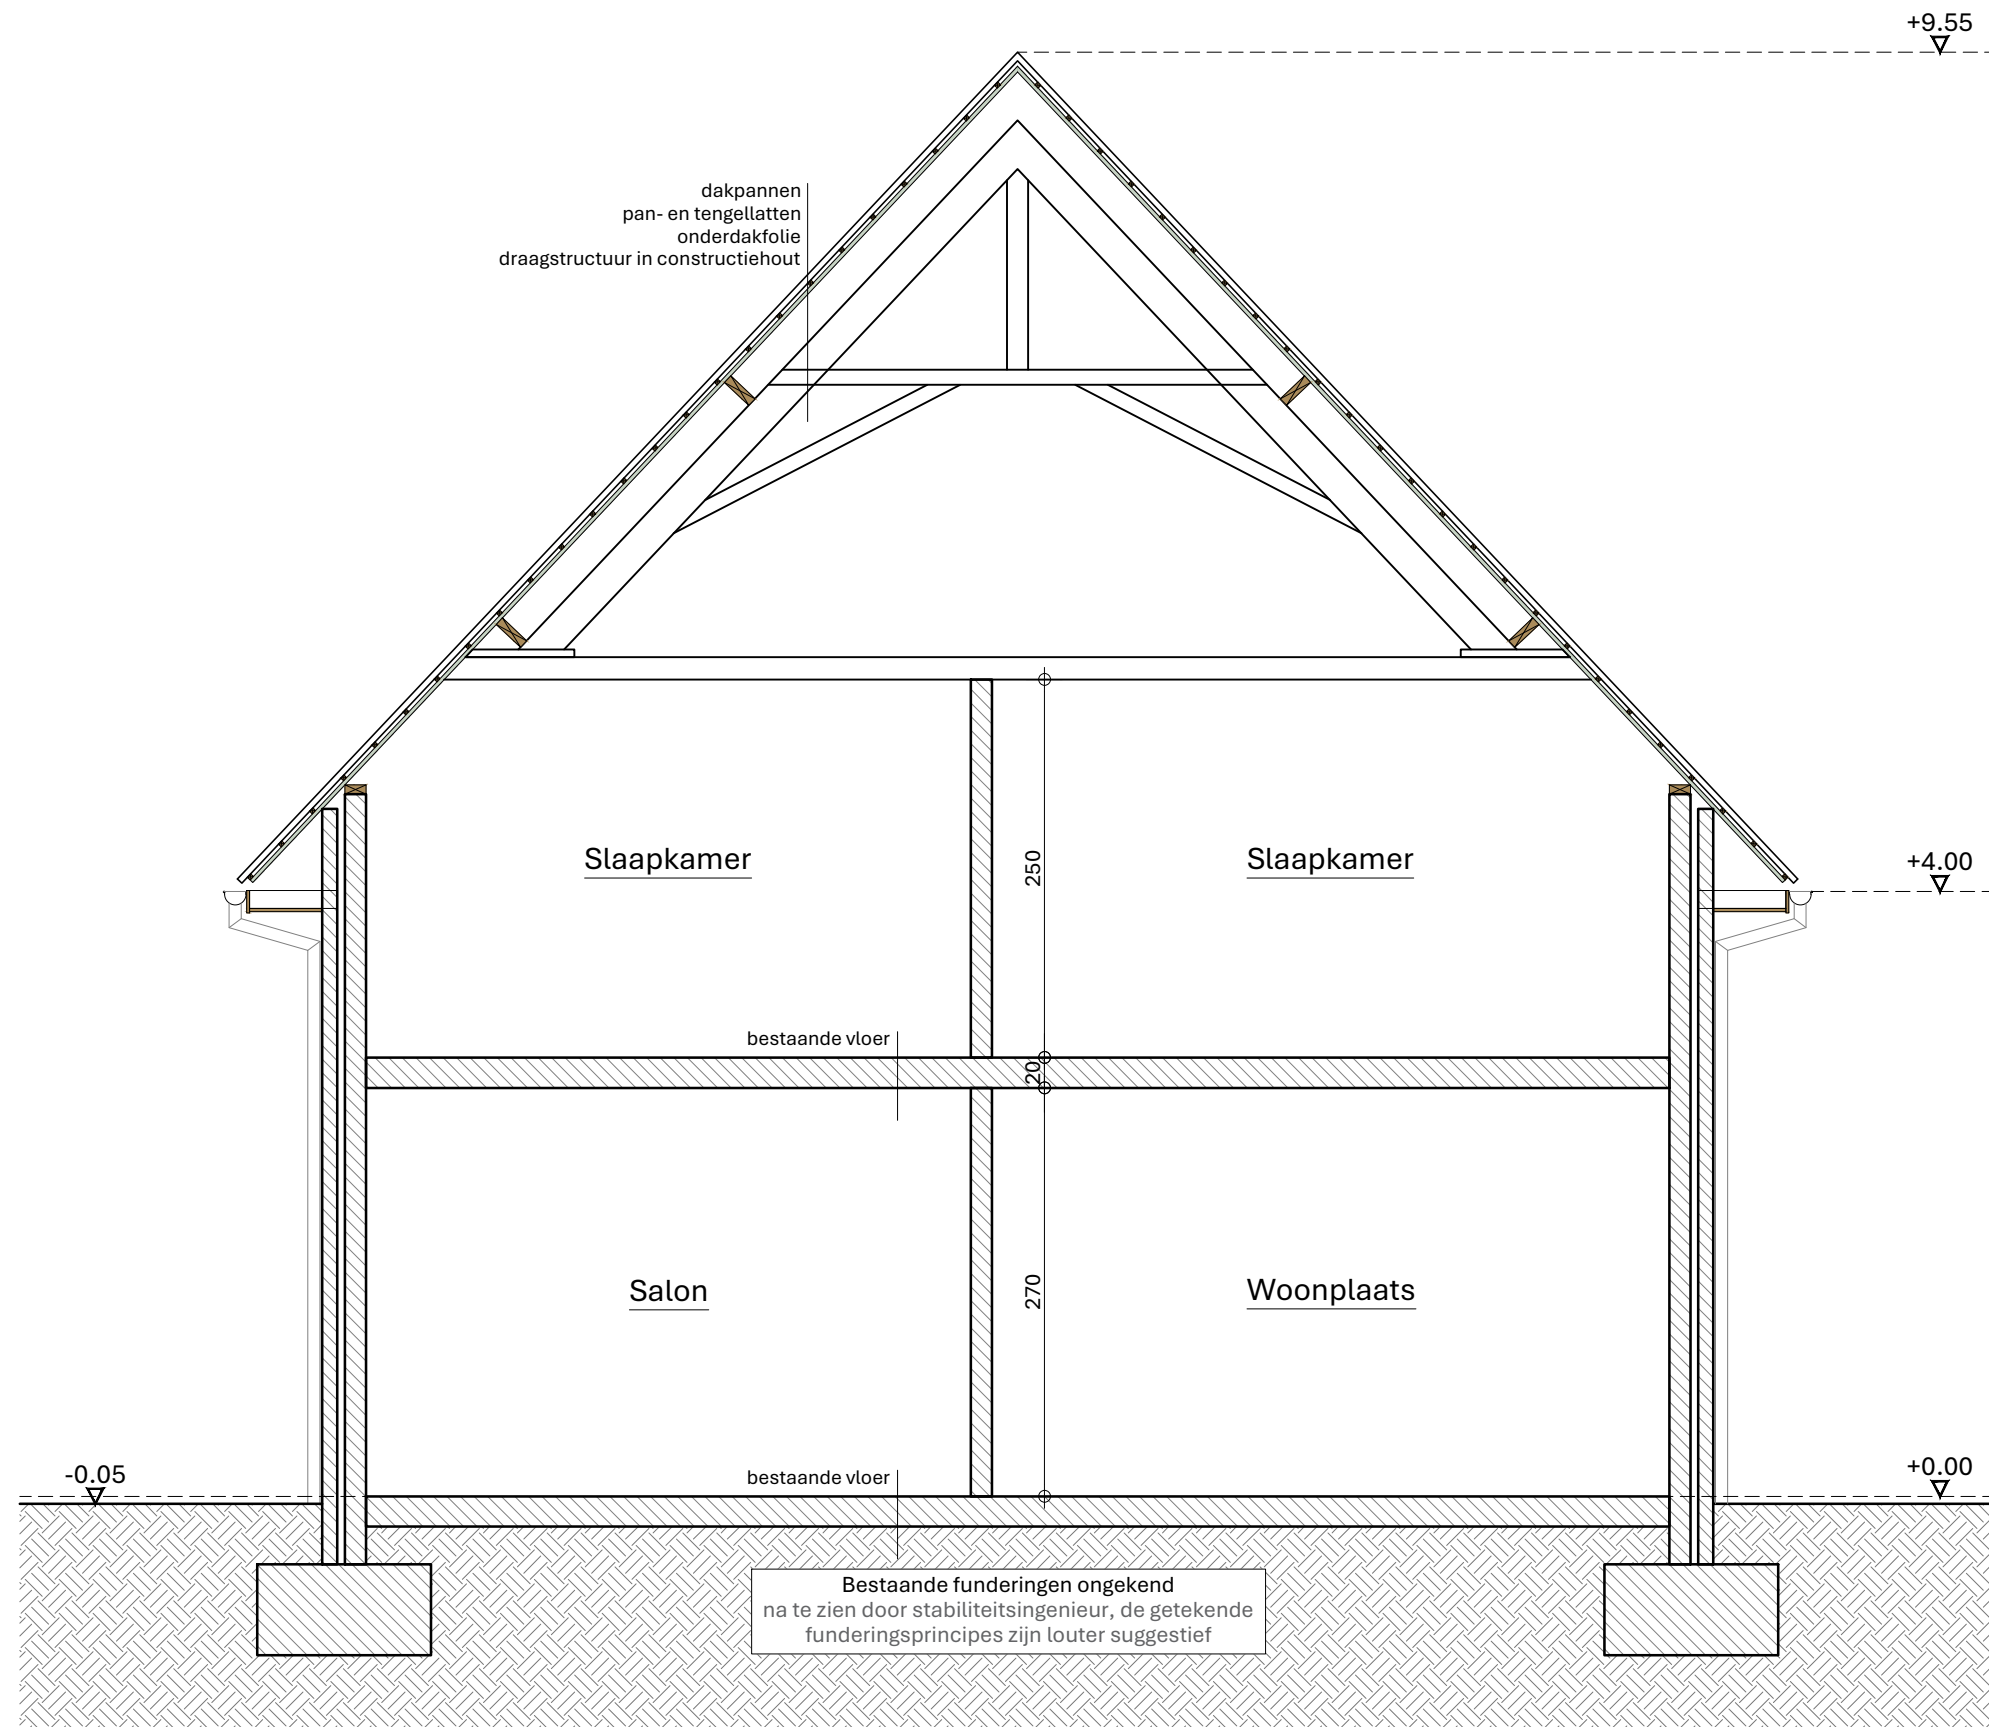 +9.55
dakpannen
pan- en tengellatten
onderdakfolie
draagstructuur in constructiehout
Slaapkamer
250
Slaapkamer
+4.00
bestaande vloer
20
Salon
270
Woonplaats
-0.05
bestaande vloer
+0.00
Bestaande funderingen ongekend
na te zien door stabiliteitsingenieur, de getekende
funderingsprincipes zijn louter suggestief